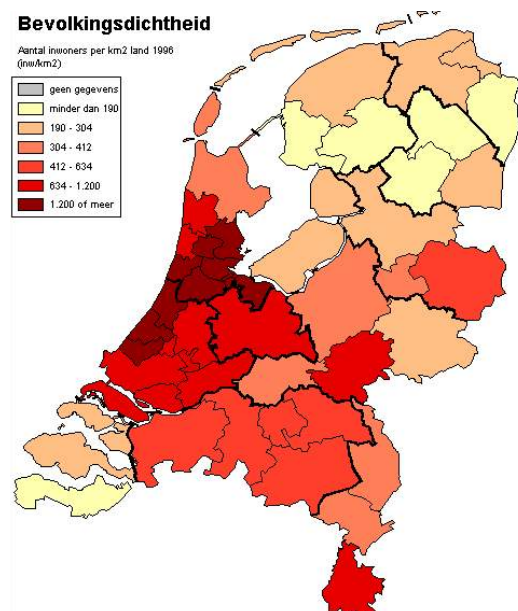 Bevolkingsdichtheid
Aantal inwoners per km2 land 1996
(inw/km2)
geen gegevens
minder dan 190
190 - 304
304 - 412
412 - 634
634 - 1.200
1.200 of meer